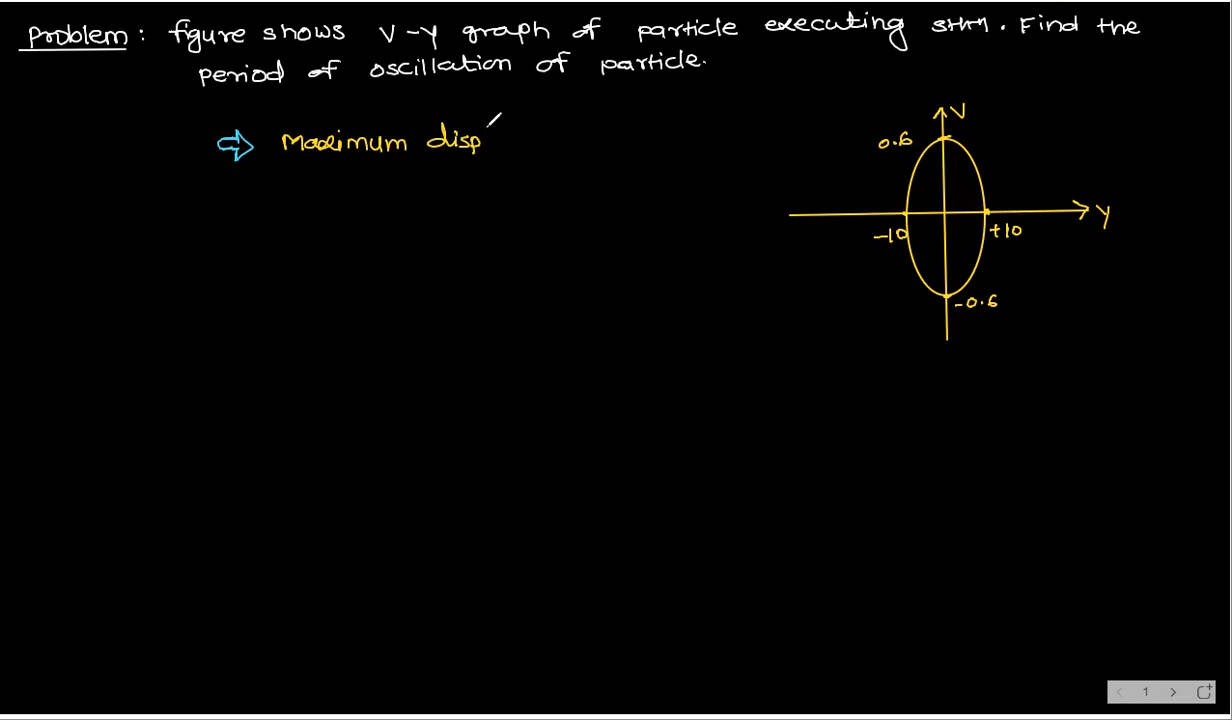 Problem: figure shows V-Y graph of particle executing SHM. Find the
period of oscillation of particle.
Maximum disp
V
0.6
Y
-10
+10
-0.6
1